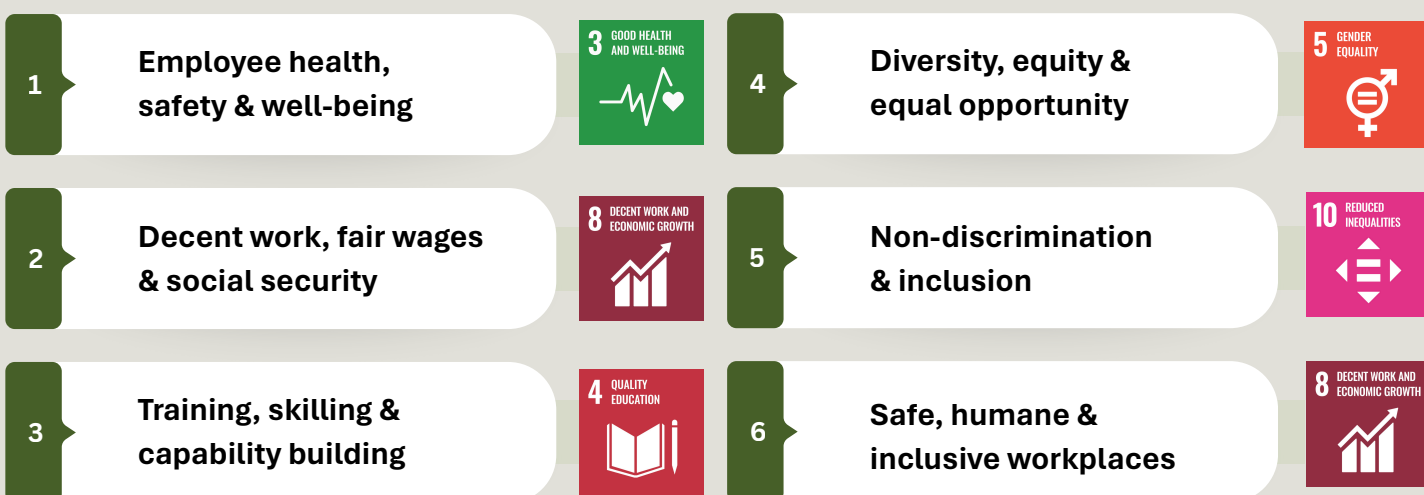 1
Employee health,
safety & well-being
3 GOOD HEALTH
AND WELL-BEING
2
Decent work, fair wages
& social security
8 DECENT WORK AND
ECONOMIC GROWTH
3
Training, skilling &
capability building
4 QUALITY
EDUCATION
4
Diversity, equity &
equal opportunity
5 GENDER
EQUALITY
5
Non-discrimination
& inclusion
10 REDUCED
INEQUALITIES
6
Safe, humane &
inclusive workplaces
8 DECENT WORK AND
ECONOMIC GROWTH